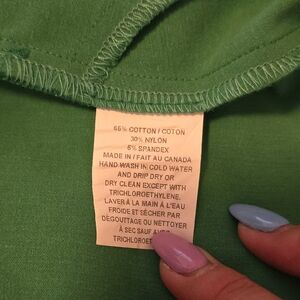 65% COTTON / COTON
30% NYLON
5% SPANDEX
MADE IN / FAIT AU CANADA
HAND WASH IN COLD WATER
AND DRIP DRY OR
DRY CLEAN EXCEPT WITH
TRICHLOROETHYLENE,
LAVER À LA MAIN À L'EAU
FROIDE ET SÉCHER PAR
DÉGOUTTAGE OU NETTOYER
À SEC SAUF AVEC
TRICHLOROET